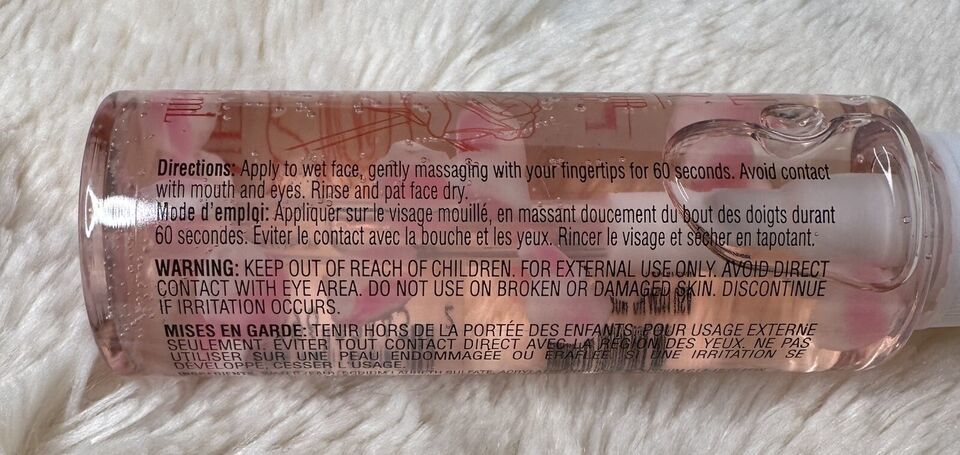 Directions: Apply to wet face, gently massaging with your fingertips for 60 seconds. Avoid contact
with mouth and eyes. Rinse and pat face dry.
Mode d'emploi: Appliquer sur le visage mouillé, en massant doucement du bout des doigts durant
60 secondes. Éviter le contact avec la bouche et les yeux. Rincer le visage et sécher en tapotant.
WARNING: KEEP OUT OF REACH OF CHILDREN. FOR EXTERNAL USE ONLY. AVOID DIRECT
CONTACT WITH EYE AREA. DO NOT USE ON BROKEN OR DAMAGED SKIN. DISCONTINUE
IF IRRITATION OCCURS.
MISES EN GARDE: TENIR HORS DE LA PORTÉE DES ENFANTS. POUR USAGE EXTERNE
SEULEMENT. ÉVITER TOUT CONTACT DIRECT AVEC LA RÉGION DES YEUX. NE PAS
UTILISER SUR UNE PEAU ENDOMMAGÉE OU ÉRAFLÉE. SI UNE IRRITATION SE
DÉVELOPPE, CESSER L'USAGE.